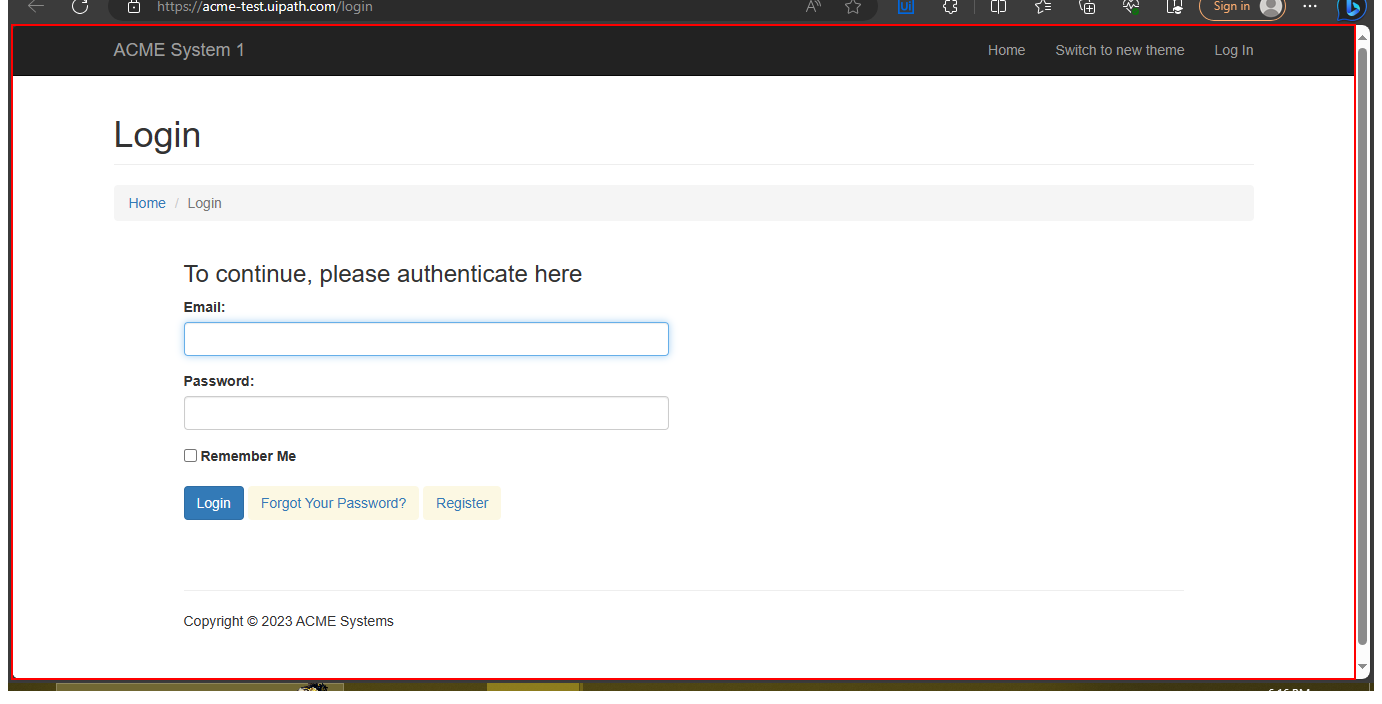 https://acme-test.uipath.com/login Sign in
ACME System 1 Home Switch to new theme Log In
Login
Home / Login
To continue, please authenticate here
Email:
Password:
Remember Me
Login Forgot Your Password? Register
Copyright © 2023 ACME Systems